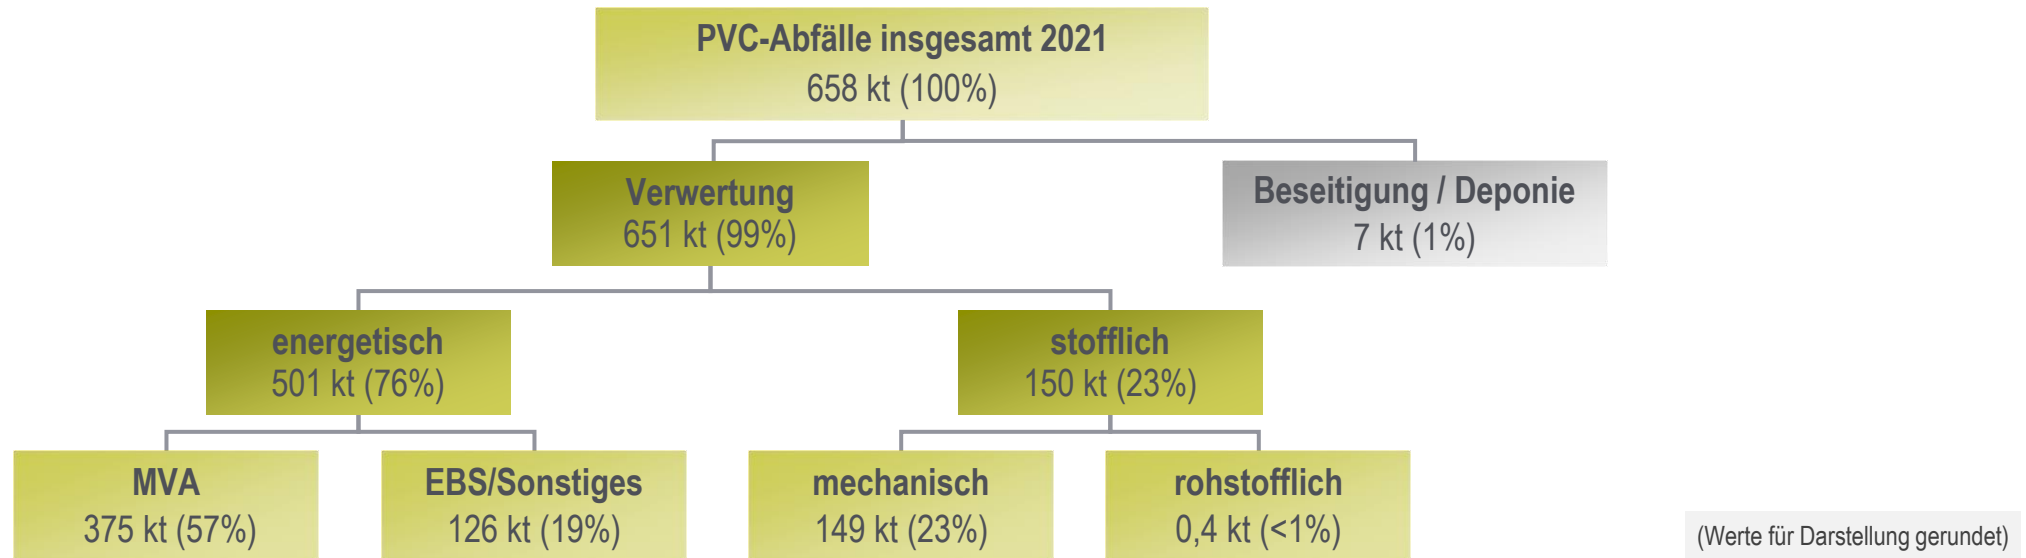 PVC-Abfälle insgesamt 2021
658 kt (100%)
Verwertung
651 kt (99%)
Beseitigung / Deponie
7 kt (1%)
energetisch
501 kt (76%)
stofflich
150 kt (23%)
MVA
375 kt (57%)
EBS/Sonstiges
126 kt (19%)
mechanisch
149 kt (23%)
rohstofflich
0,4 kt (<1%)
(Werte für Darstellung gerundet)